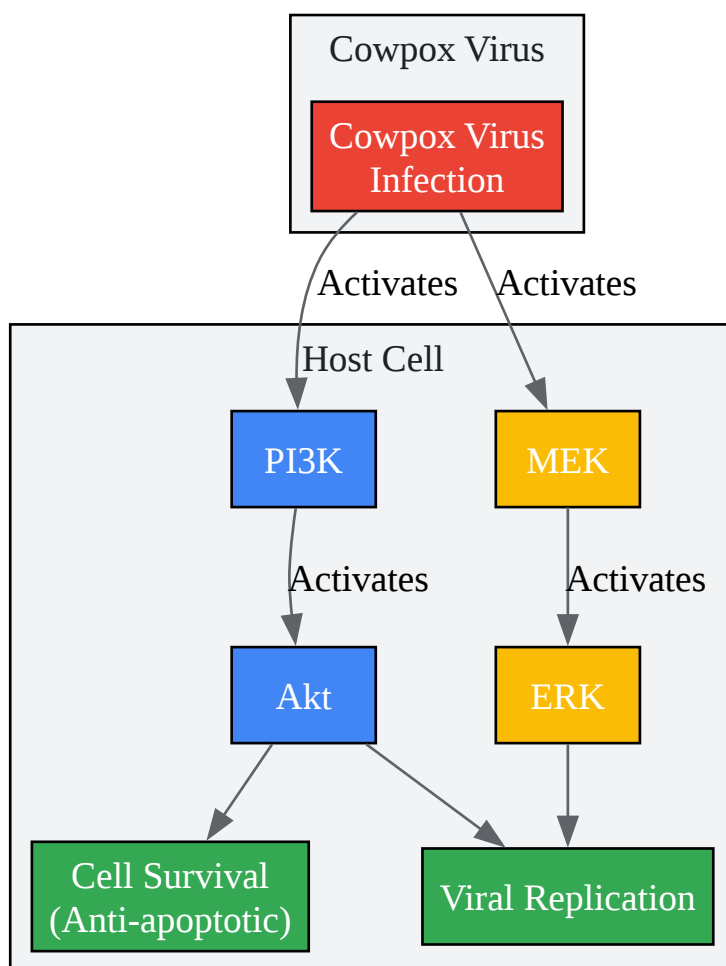 Cowpox Virus
Cowpox Virus
Infection
Activates
Activates
Host Cell
PI3K
MEK
Activates
Activates
Akt
ERK
Cell Survival
(Anti-apoptotic)
Viral Replication